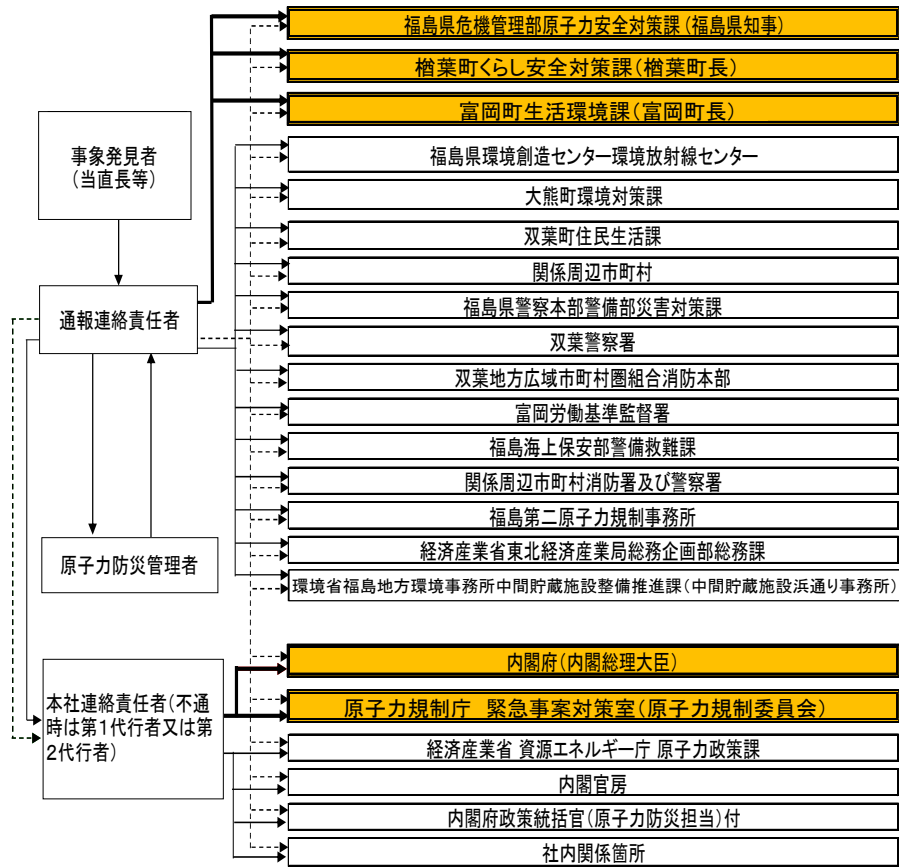 福島県危機管理部原子力安全対策課(福島県知事)
楢葉町くらし安全対策課(楢葉町長)
富岡町生活環境課(富岡町長)
福島県環境創造センター環境放射線センター
大熊町環境対策課
双葉町住民生活課
関係周辺市町村
福島県警察本部警備部災害対策課
双葉警察署
双葉地方広域市町村圏組合消防本部
富岡労働基準監督署
福島海上保安部警備救難課
関係周辺市町村消防署及び警察署
福島第二原子力規制事務所
経済産業省東北経済産業局総務企画部総務課
環境省福島地方環境事務所中間貯蔵施設整備推進課(中間貯蔵施設浜通り事務所)
事象発見者
(当直長等)
通報連絡責任者
原子力防災管理者
本社連絡責任者(不通
時は第1代行者又は第
2代行者)
内閣府(内閣総理大臣)
原子力規制庁 緊急事案対策室(原子力規制委員会)
経済産業省 資源エネルギー庁 原子力政策課
内閣官房
内閣府政策統括官(原子力防災担当)付
社内関係箇所